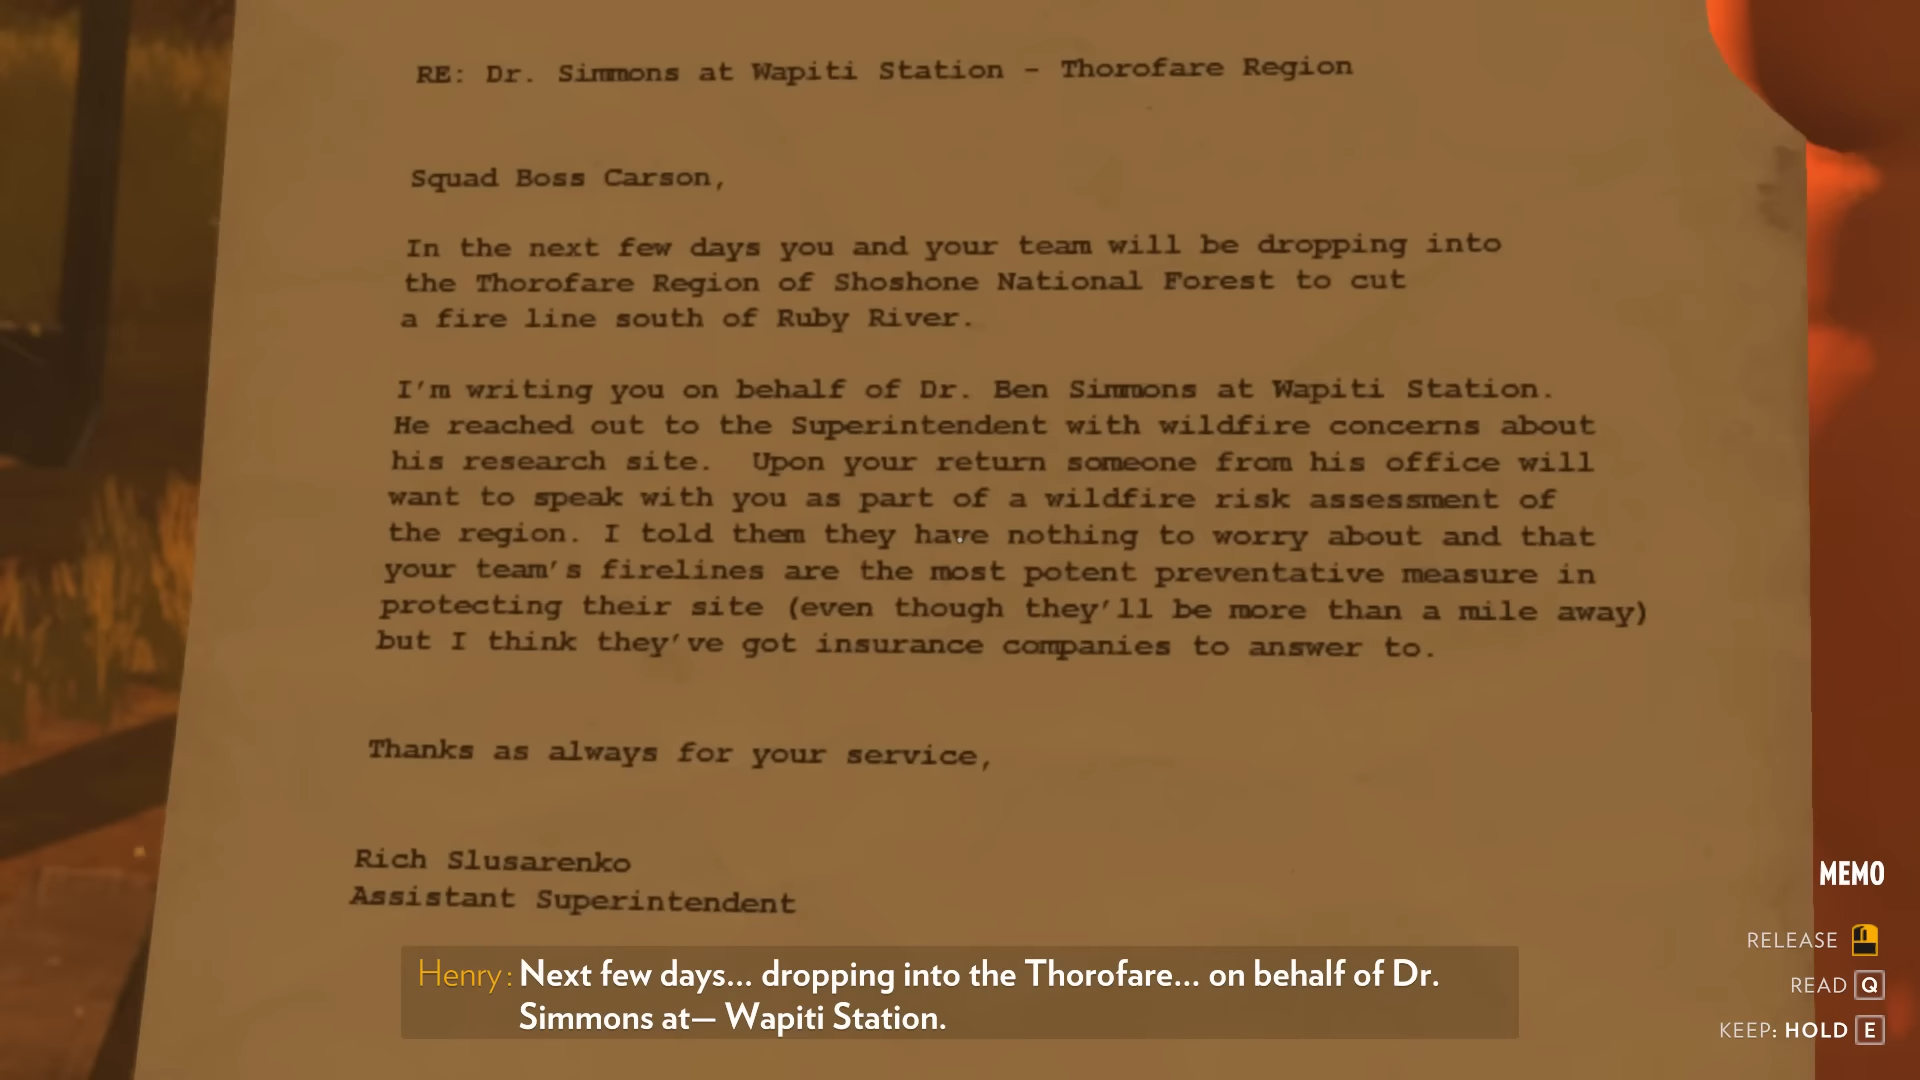 RE: Dr. Simmons at Wapiti Station - Thorofare Region
Squad Boss Carson,
In the next few days you and your team will be dropping into
the Thorofare Region of Shoshone National Forest to cut
a fire line south of Ruby River.
I'm writing you on behalf of Dr. Ben Simmons at Wapiti Station.
He reached out to the Superintendent with wildfire concerns about
his research site.  Upon your return someone from his office will
want to speak with you as part of a wildfire risk assessment of
the region. I told them they have nothing to worry about and that
your team's firelines are the most potent preventative measure in
protecting their site (even though they'll be more than a mile away)
but I think they've got insurance companies to answer to.
Thanks as always for your service,
Rich Slusarenko
Assistant Superintendent
Henry: Next few days... dropping into the Thorofare... on behalf of Dr.
Simmons at— Wapiti Station.
MEMO
RELEASE
READ Q
KEEP: HOLD E